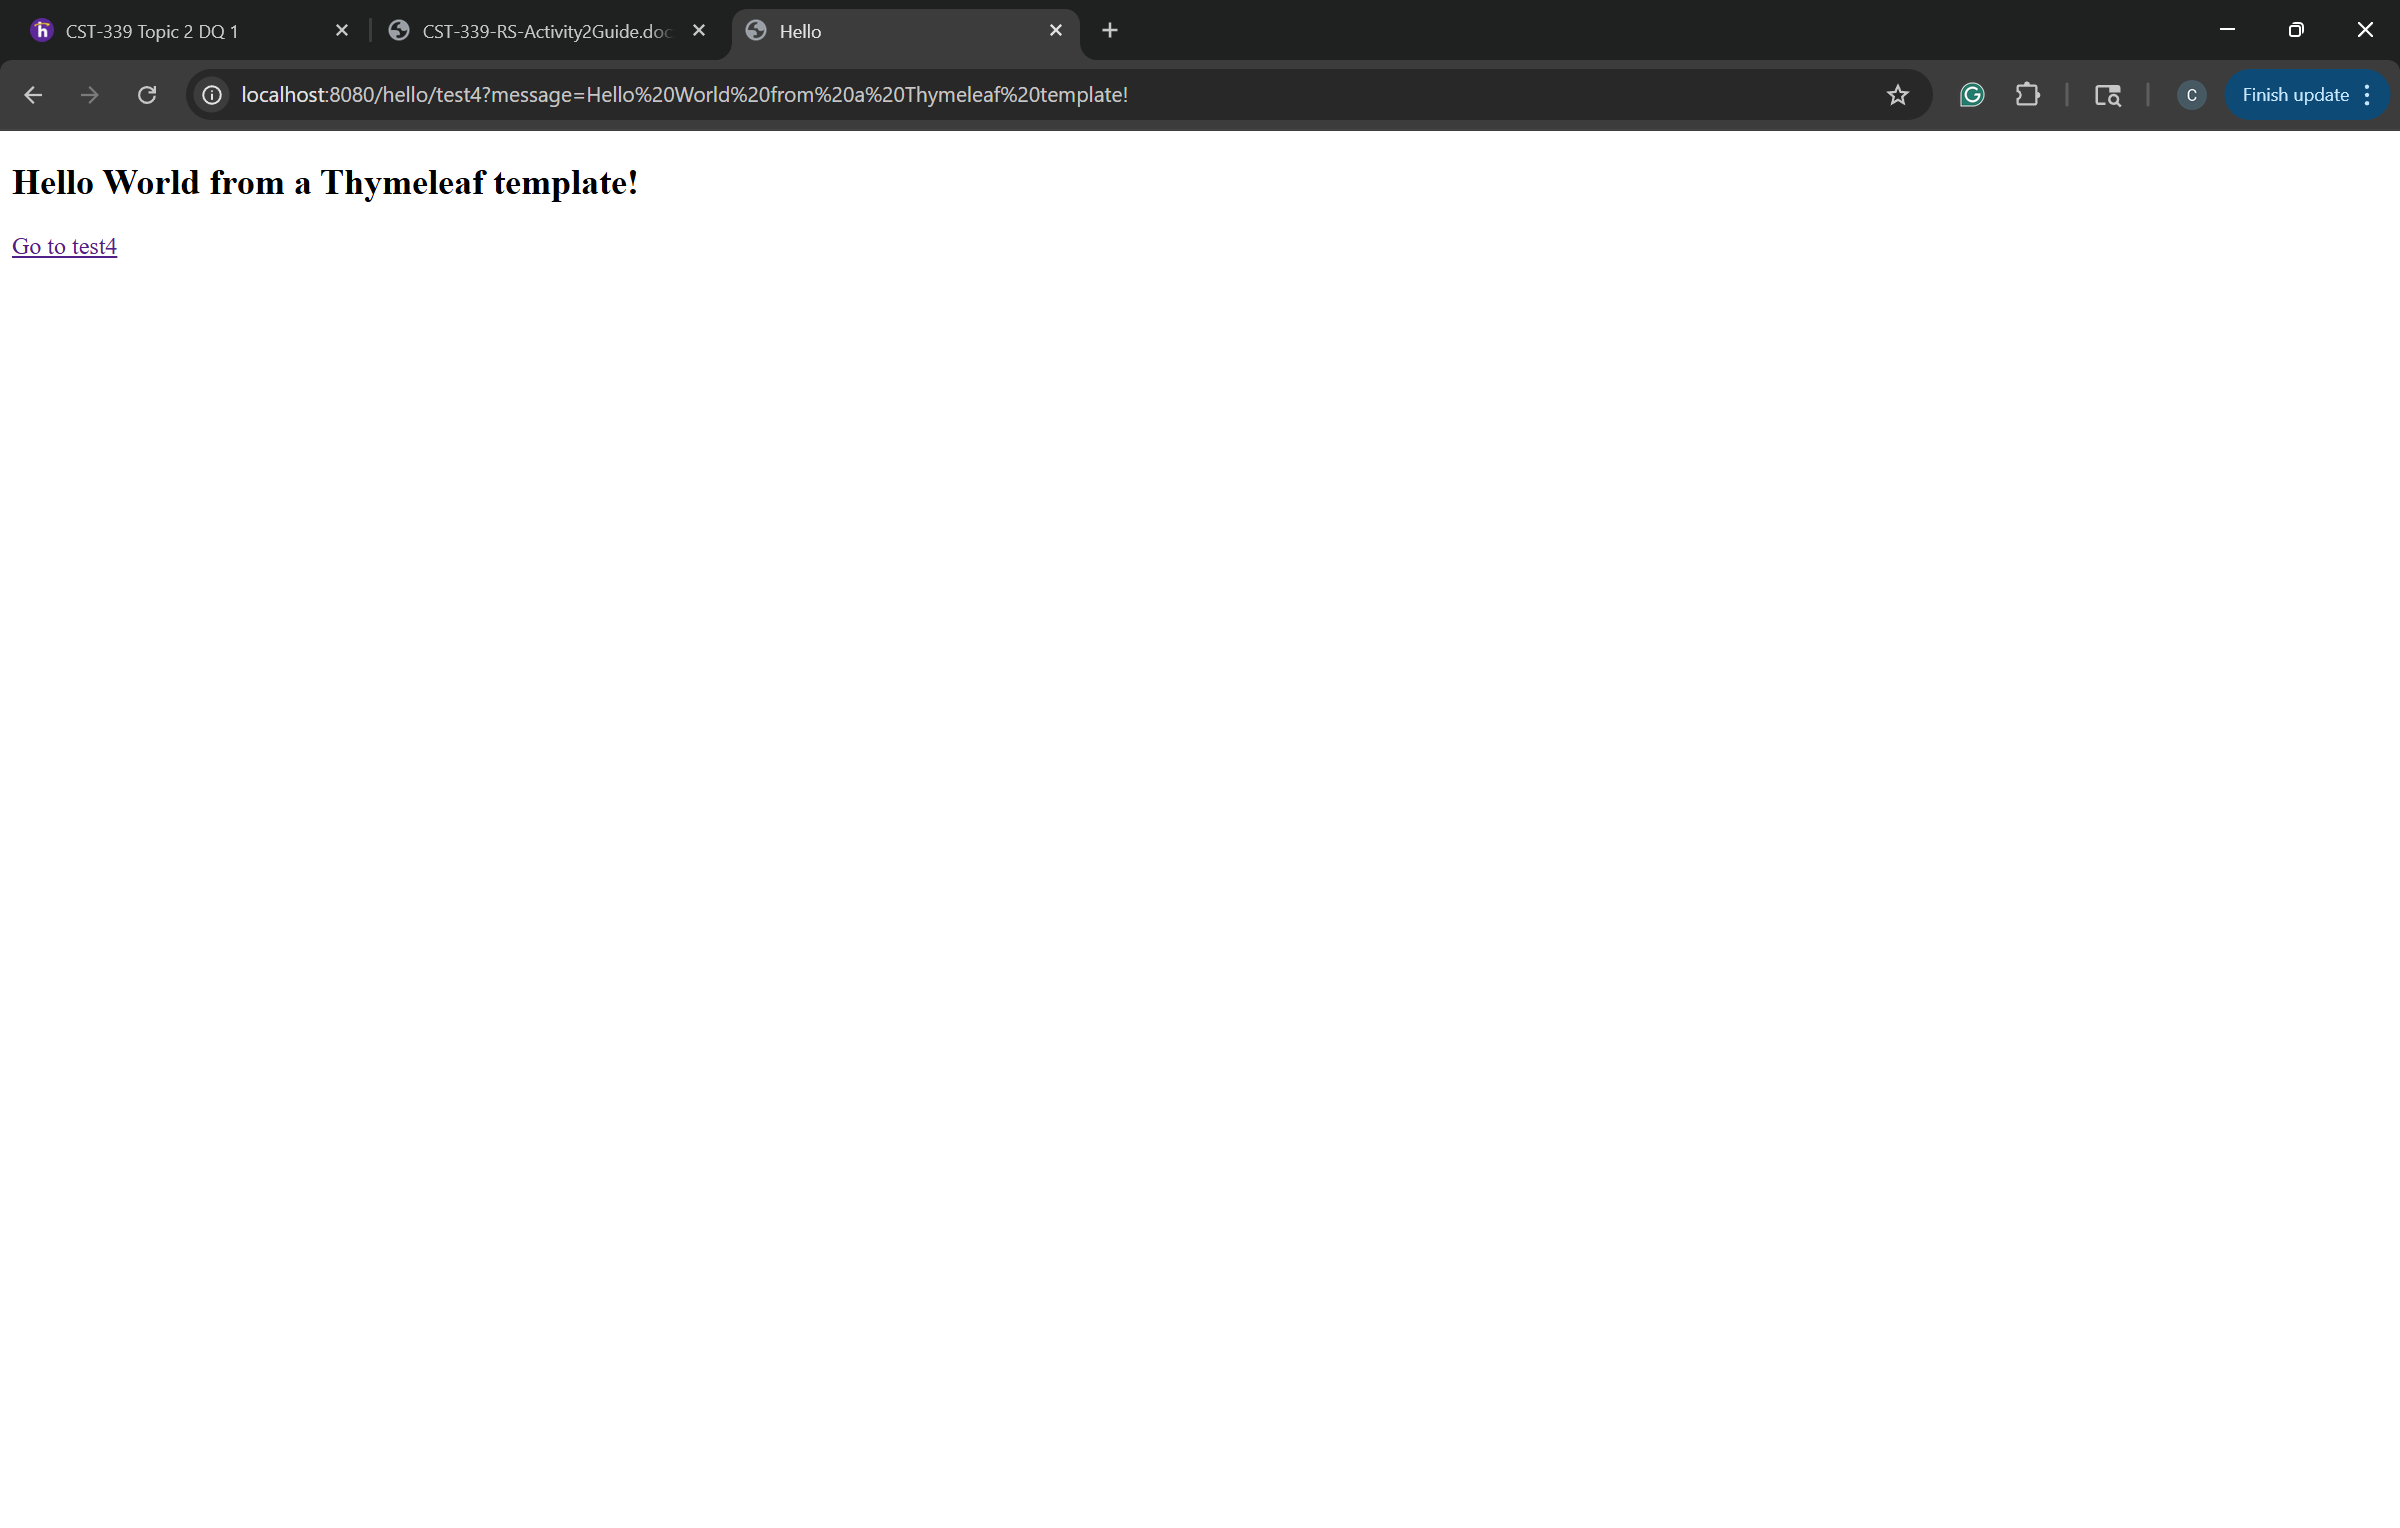 CST-339 Topic 2 DQ 1
CST-339-RS-Activity2Guide.doc
Hello
localhost:8080/hello/test4?message=Hello%20World%20from%20a%20Thymeleaf%20template!
C
Finish update
Hello World from a Thymeleaf template!
Go to test4